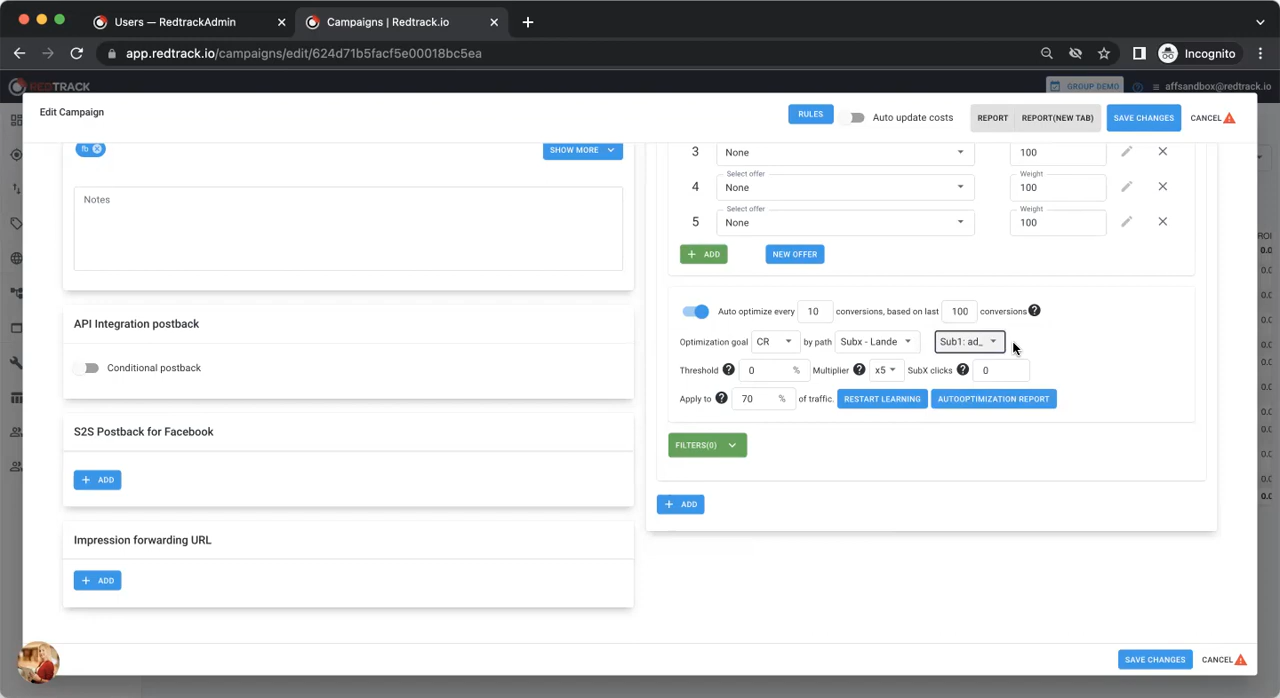 Users — RedtrackAdmin
Campaigns | Redtrack.io
app.redtrack.io/campaigns/edit/624d71b5facf5e00018bc5ea
Incognito
REDTRACK
GROUP DEMO
affsandbox@redtrack.io
Edit Campaign
RULES
Auto update costs
REPORT
REPORT(NEW TAB)
SAVE CHANGES
CANCEL
fb
SHOW MORE
Notes
API Integration postback
Conditional postback
S2S Postback for Facebook
+ ADD
Impression forwarding URL
+ ADD
3 None 100
Select offer Weight
4 None 100
Select offer Weight
5 None 100
+ ADD NEW OFFER
Auto optimize every 10 conversions, based on last 100 conversions
Optimization goal CR by path Subx - Lande Sub1: ad_
Threshold 0 % Multiplier x5 SubX clicks 0
Apply to 70 % of traffic. RESTART LEARNING AUTOOPTIMIZATION REPORT
FILTERS(0)
+ ADD
SAVE CHANGES CANCEL